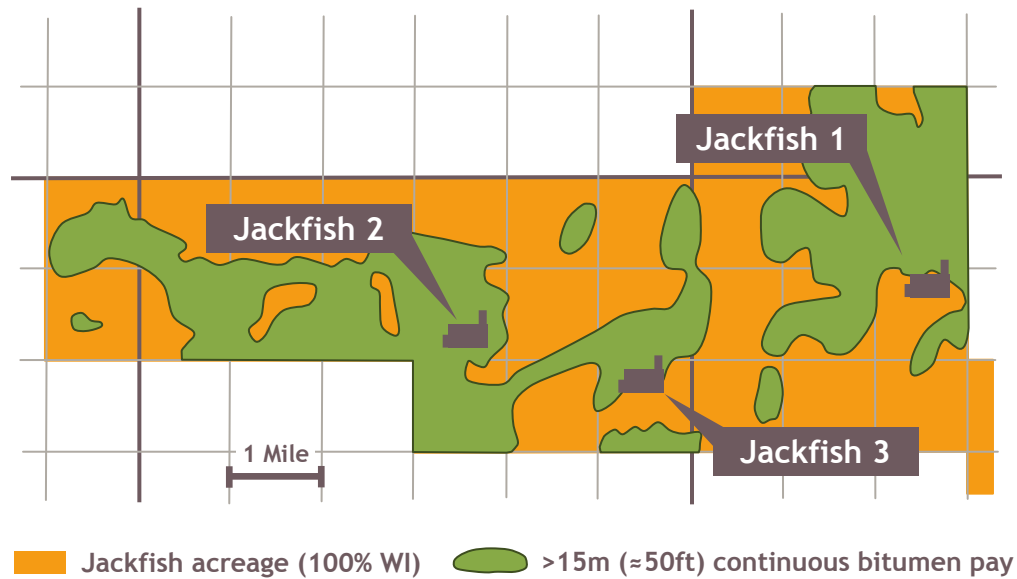 Jackfish 1
Jackfish 2
Jackfish 3
1 Mile
Jackfish acreage (100% WI)
>15m (≈50ft) continuous bitumen pay